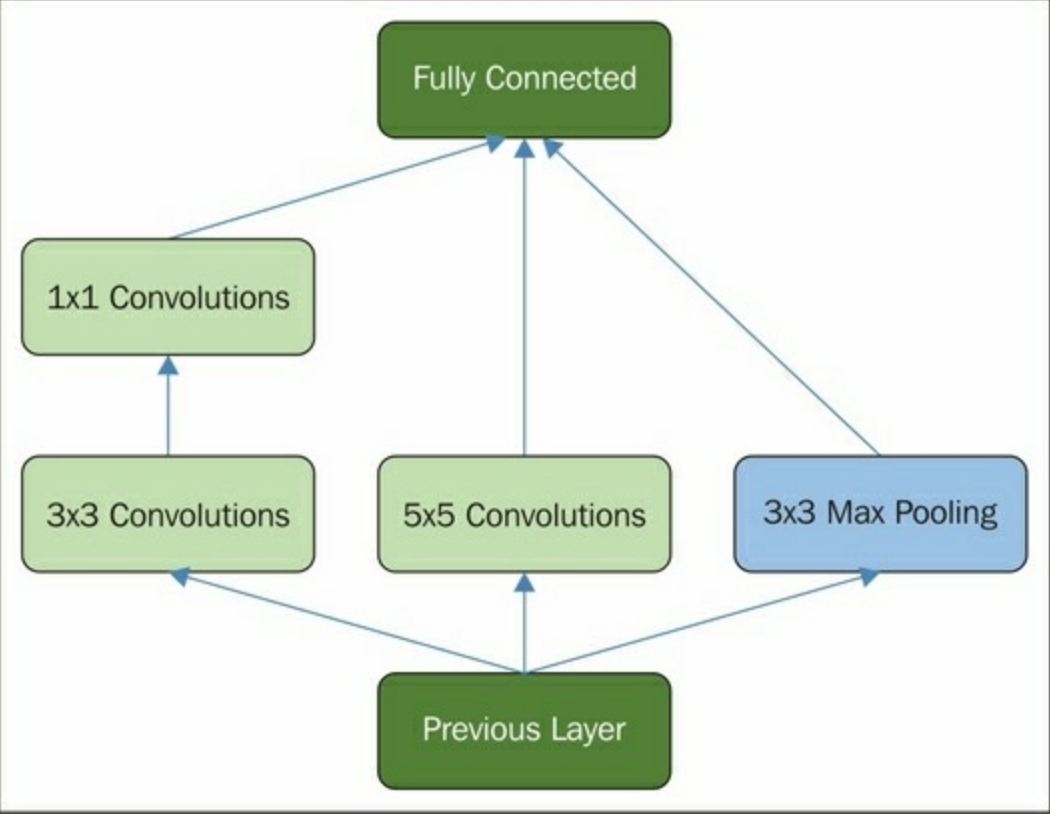 Fully Connected
1x1 Convolutions
3x3 Convolutions
5x5 Convolutions
3x3 Max Pooling
Previous Layer